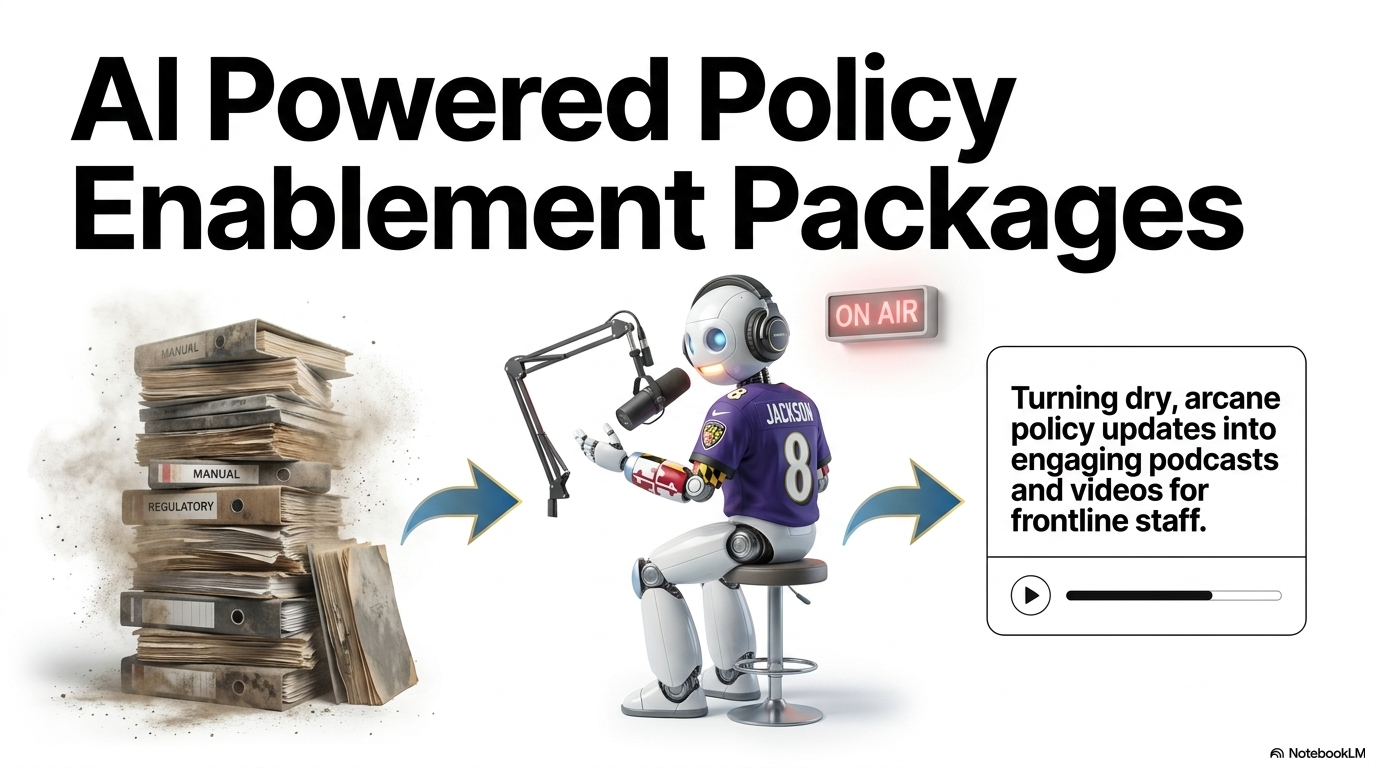 AI Powered Policy
Enablement Packages
MANUAL
MANUAL
REGULATORY
ON AIR
8
JACKSON
8
Turning dry, arcane
policy updates into
engaging podcasts
and videos for
frontline staff.
NotebookLM